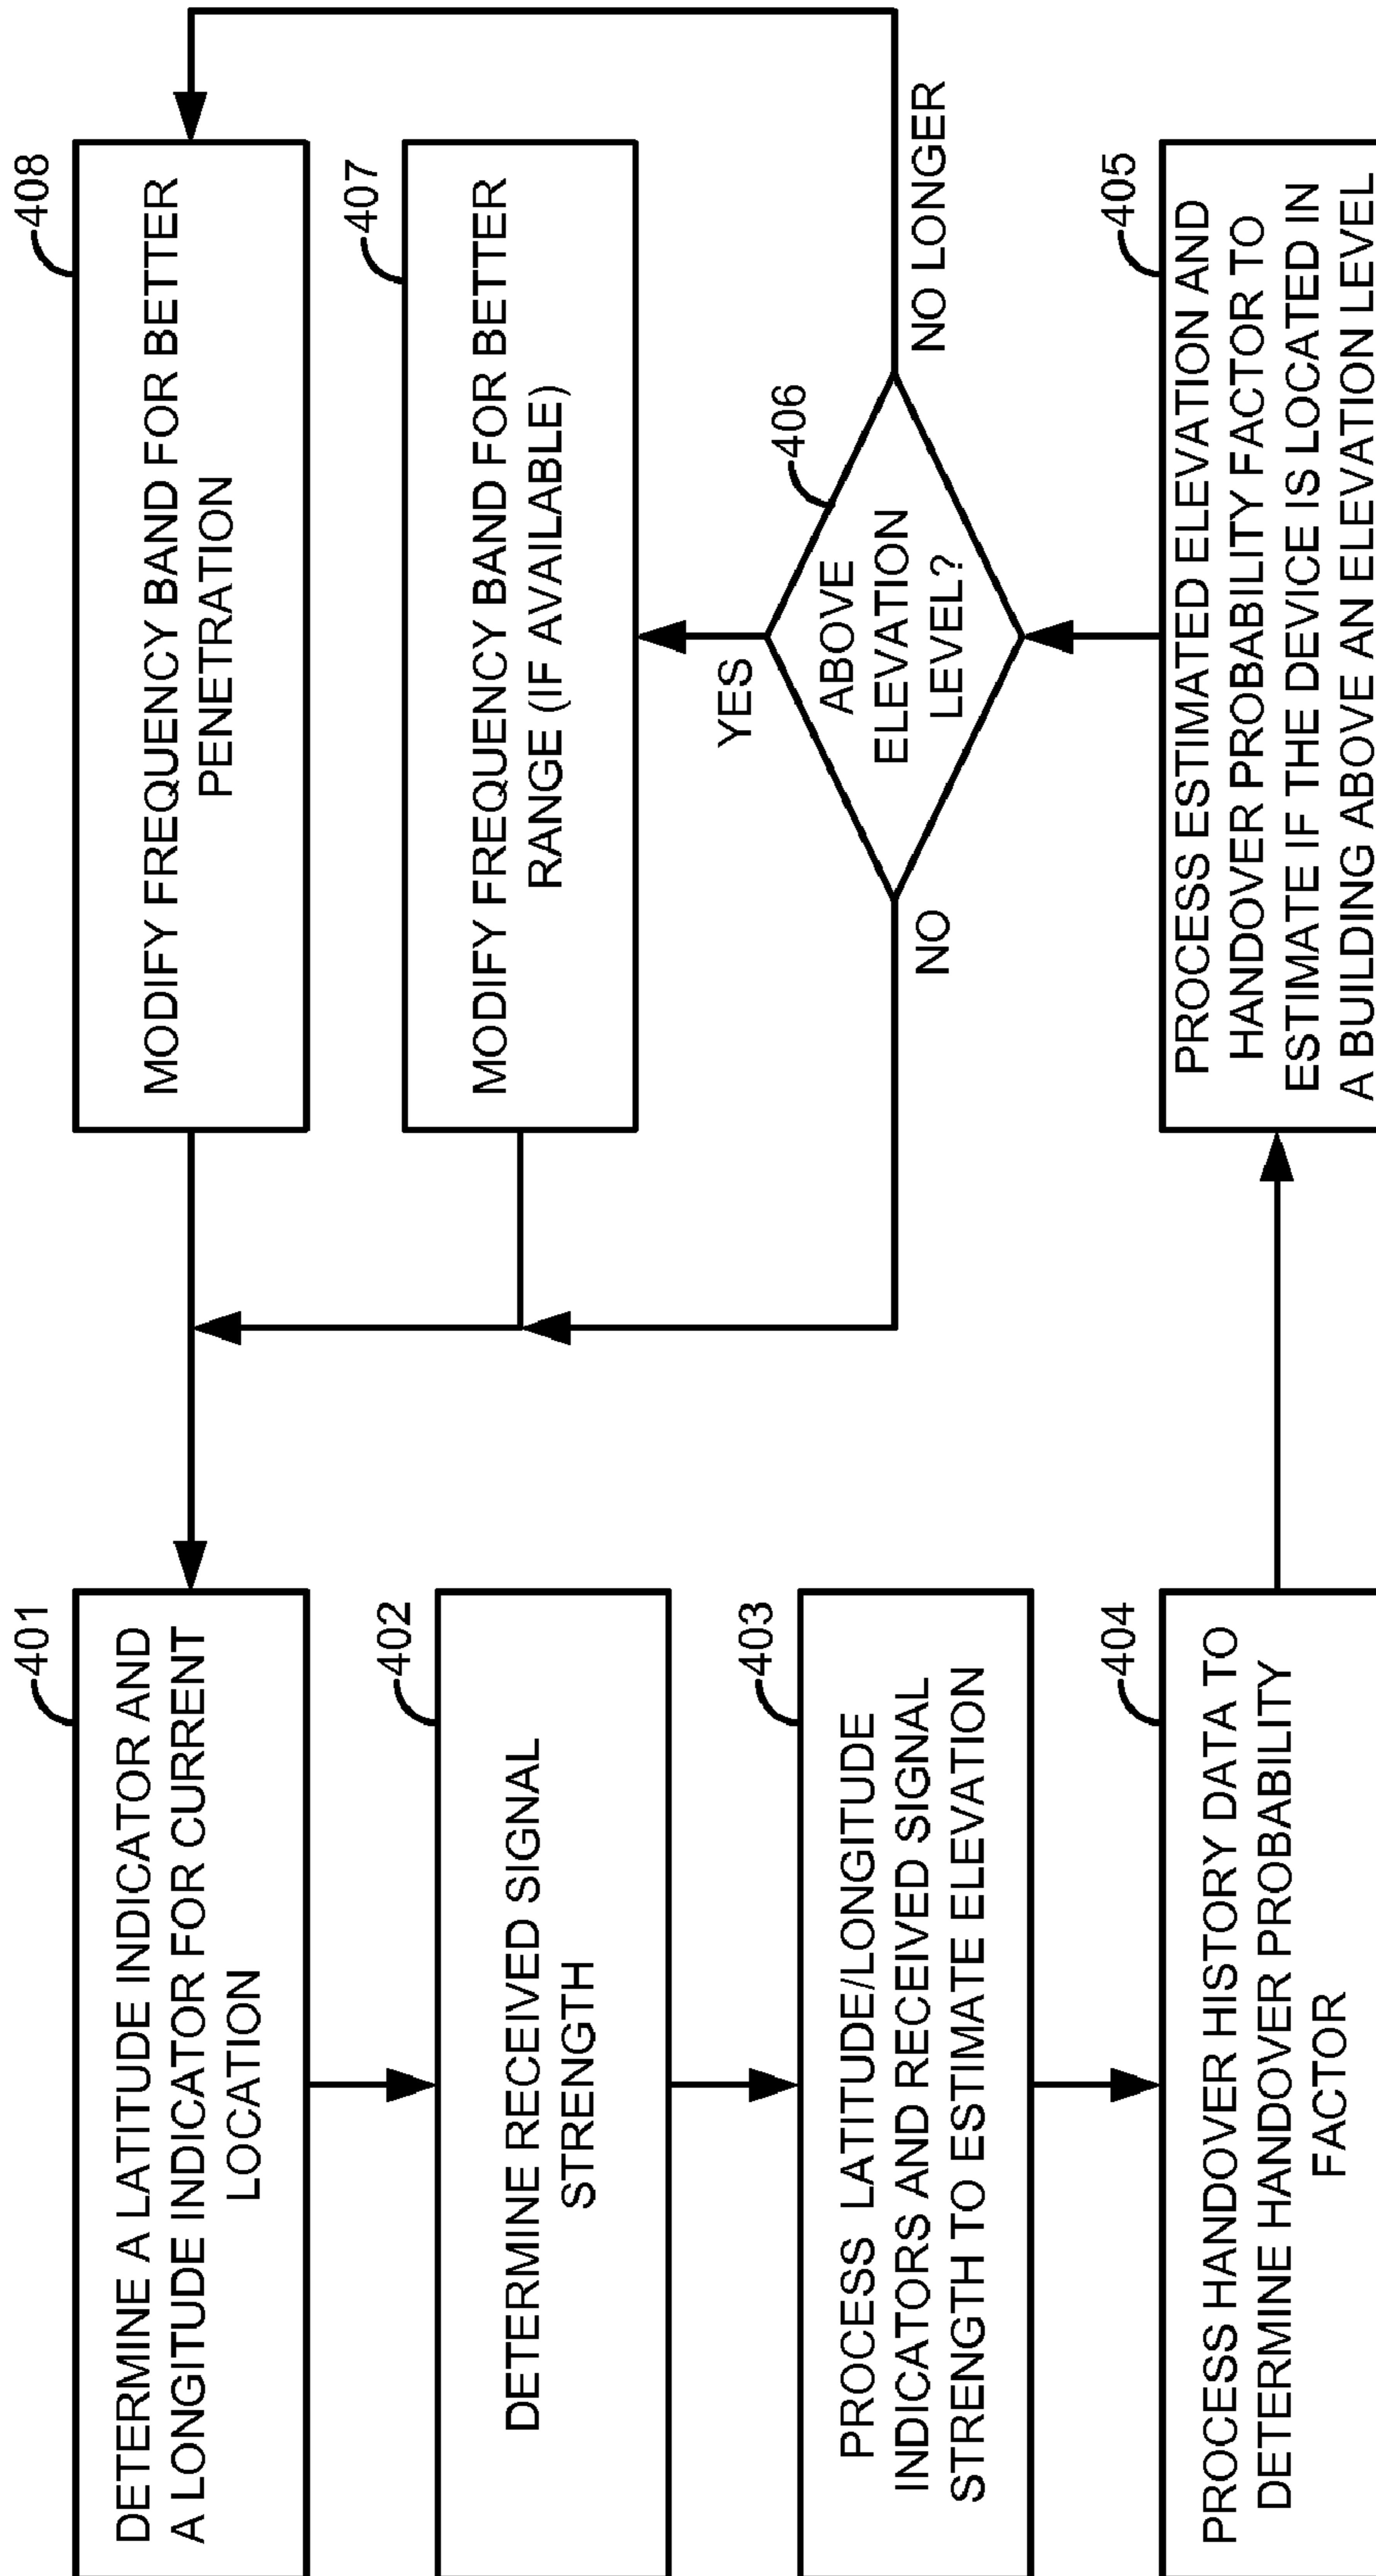 401
DETERMINE A LATITUDE INDICATOR AND
A LONGITUDE INDICATOR FOR CURRENT
LOCATION
402
DETERMINE RECEIVED SIGNAL
STRENGTH
403
PROCESS LATITUDE/LONGITUDE
INDICATORS AND RECEIVED SIGNAL
STRENGTH TO ESTIMATE ELEVATION
404
PROCESS HANDOVER HISTORY DATA TO
DETERMINE HANDOVER PROBABILITY
FACTOR
405
PROCESS ESTIMATED ELEVATION AND
HANDOVER PROBABILITY FACTOR TO
ESTIMATE IF THE DEVICE IS LOCATED IN
A BUILDING ABOVE AN ELEVATION LEVEL
406
ABOVE
ELEVATION
LEVEL?
NO
YES
NO LONGER
407
MODIFY FREQUENCY BAND FOR BETTER
RANGE (IF AVAILABLE)
408
MODIFY FREQUENCY BAND FOR BETTER
PENETRATION